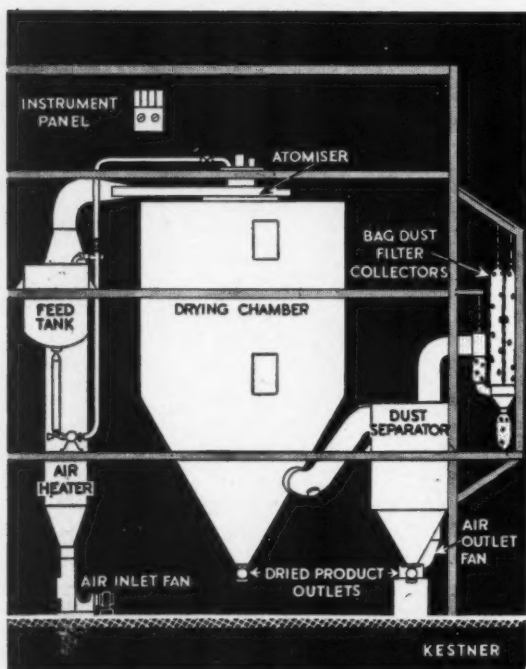 INSTRUMENT
PANEL
ATOMISER
BAG DUST
FILTER
COLLECTORS
FEED
TANK
DRYING CHAMBER
DUST
SEPARATOR
AIR
HEATER
AIR
OUTLET
FAN
AIR INLET FAN
DRIED PRODUCT
OUTLETS
KESTNER